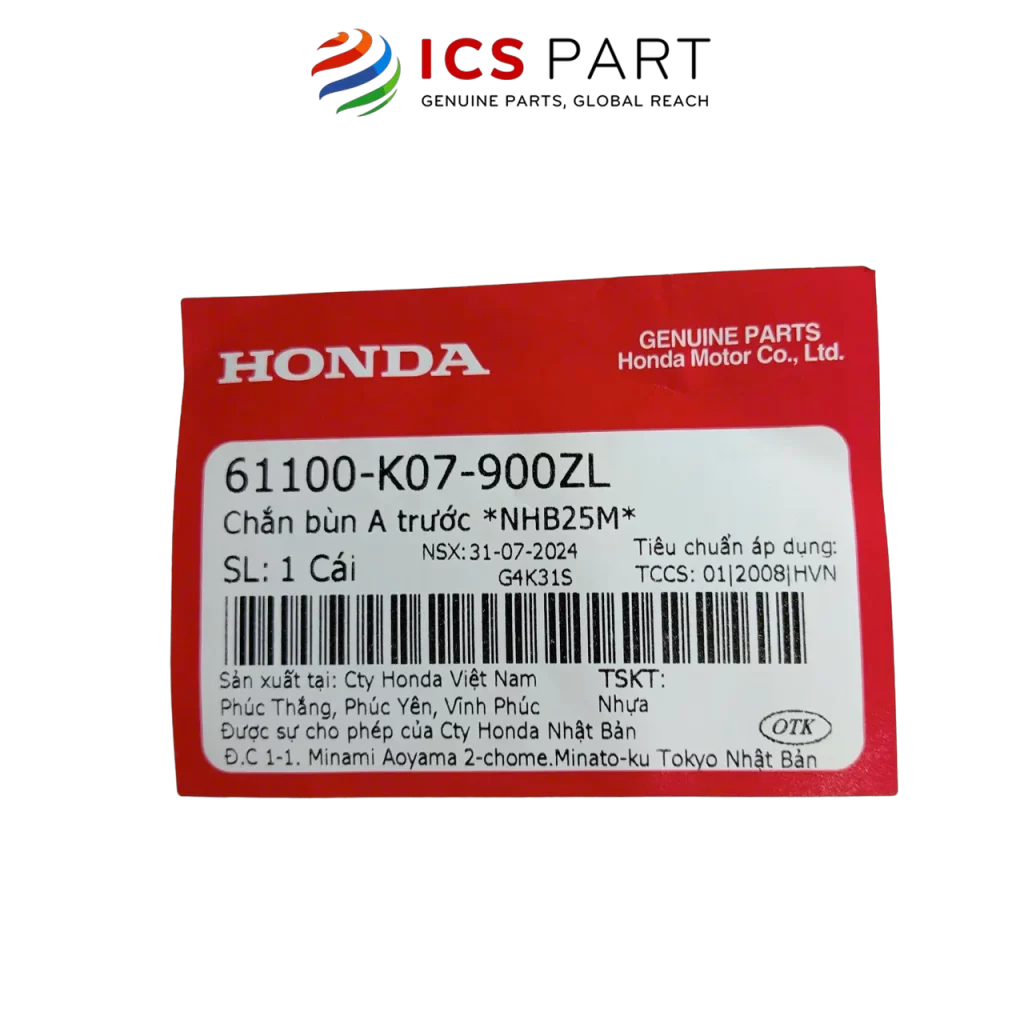 ICS PART
GENUINE PARTS, GLOBAL REACH
HONDA
GENUINE PARTS
Honda Motor Co., Ltd.
61100-K07-900ZL
Chắn bùn A trước *NHB25M*
SL: 1 Cái
NSX: 31-07-2024
G4K31S
Tiêu chuẩn áp dụng:
TCCS: 01|2008|HVN
Sản xuất tại: Cty Honda Việt Nam
Phúc Thắng, Phúc Yên, Vĩnh Phúc
TSKT:
Nhựa
Được sự cho phép của Cty Honda Nhật Bản
OTK
Đ.C 1-1. Minami Aoyama 2-chome.Minato-ku Tokyo Nhật Bản